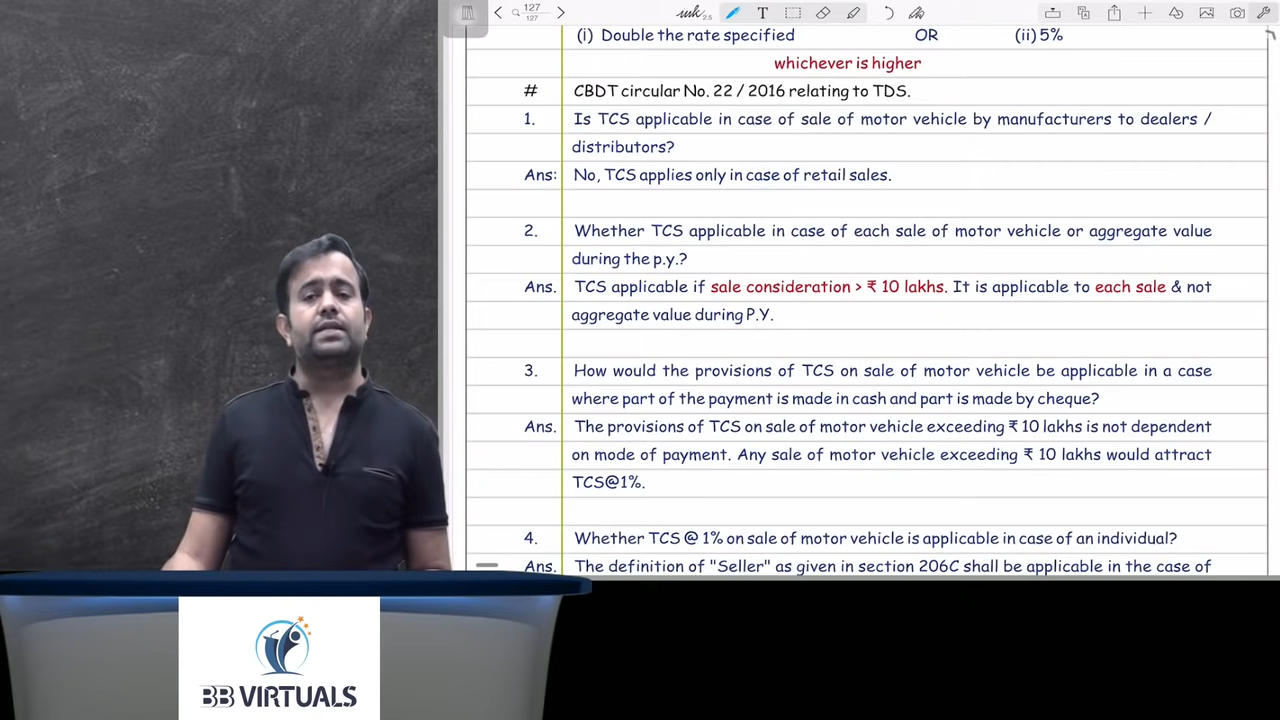 127
127
2.5
T
(i) Double the rate specified OR (ii) 5%
whichever is higher
# CBDT circular No. 22 / 2016 relating to TDS.
1. Is TCS applicable in case of sale of motor vehicle by manufacturers to dealers /
distributors?
Ans: No, TCS applies only in case of retail sales.
2. Whether TCS applicable in case of each sale of motor vehicle or aggregate value
during the p.y.?
Ans. TCS applicable if sale consideration > ₹ 10 lakhs. It is applicable to each sale & not
aggregate value during P.Y.
3. How would the provisions of TCS on sale of motor vehicle be applicable in a case
where part of the payment is made in cash and part is made by cheque?
Ans. The provisions of TCS on sale of motor vehicle exceeding ₹ 10 lakhs is not dependent
on mode of payment. Any sale of motor vehicle exceeding ₹ 10 lakhs would attract
TCS@1%.
4. Whether TCS @ 1% on sale of motor vehicle is applicable in case of an individual?
Ans. The definition of "Seller" as given in section 206C shall be applicable in the case of
BB VIRTUALS